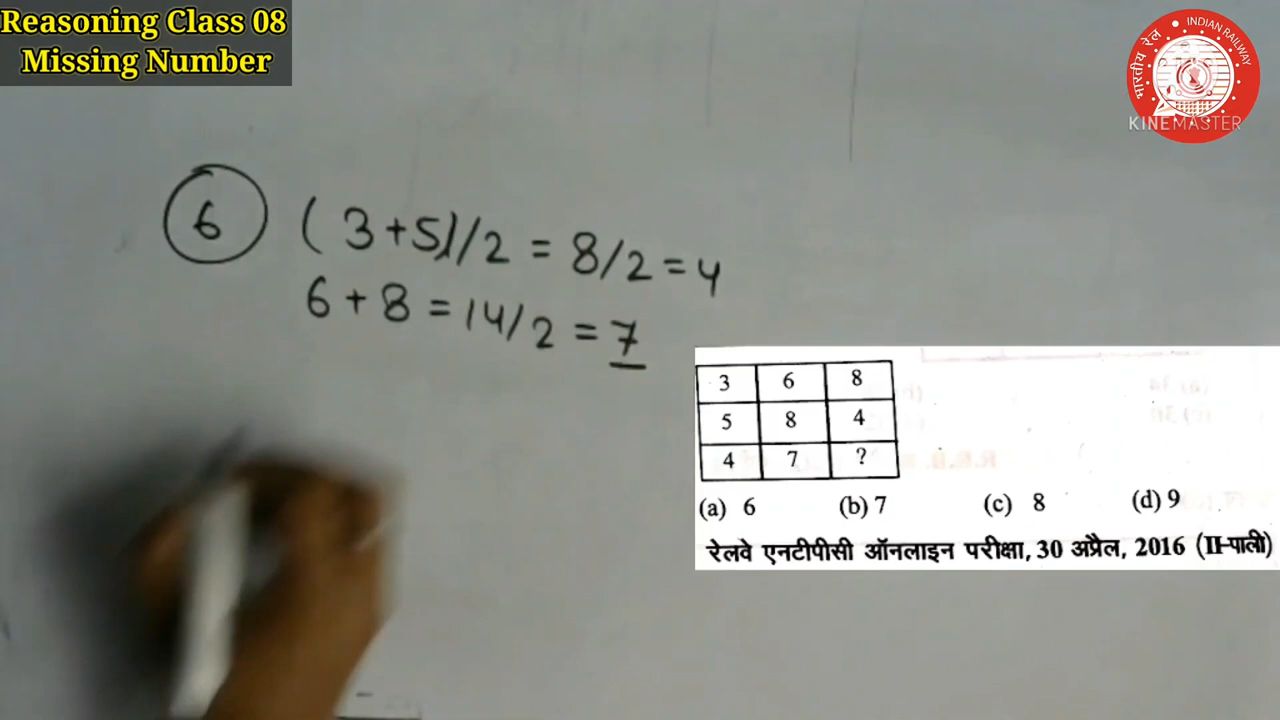 Reasoning Class 08
Missing Number
भारतीय रेल
INDIAN RAILWAY
KINEMASTER
6
(3+5)/2 = 8/2 = 4
6 + 8 = 14/2 = 7
3 6 8
5 8 4
4 7 ?
(a) 6 (b) 7 (c) 8 (d) 9
रेलवे एनटीपीसी ऑनलाइन परीक्षा, 30 अप्रैल, 2016 (II-पाली)